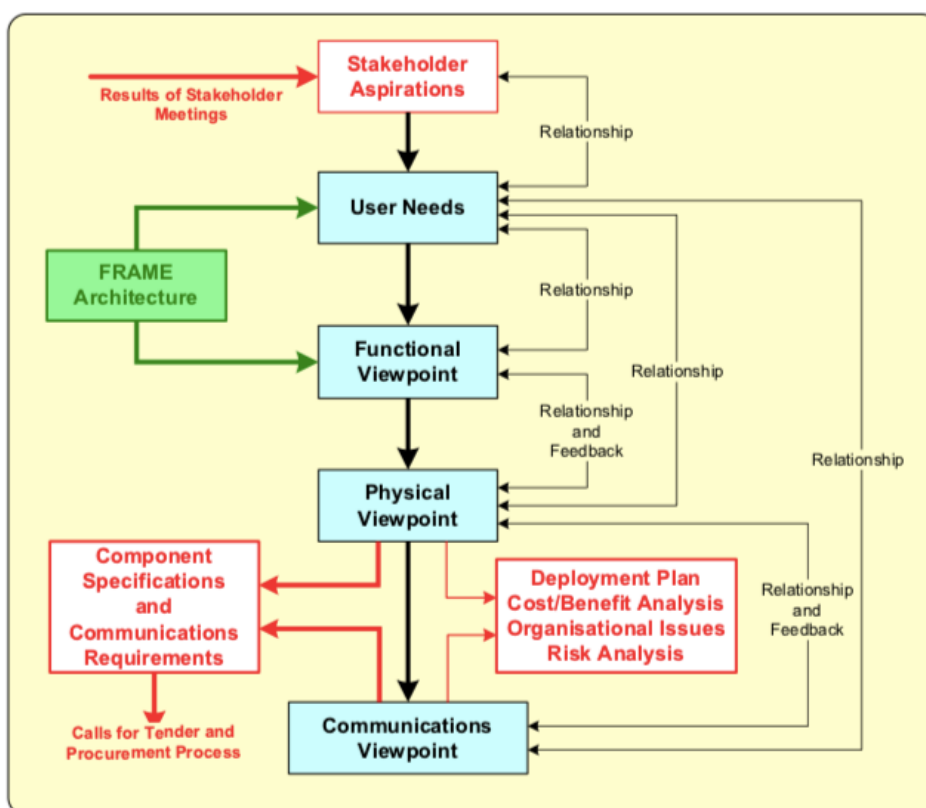 Stakeholder
Aspirations
Results of Stakeholder
Meetings
Relationship
User Needs
FRAME
Architecture
Relationship
Functional
Viewpoint
Relationship
Relationship
and
Feedback
Relationship
Physical
Viewpoint
Component
Specifications
and
Communications
Requirements
Deployment Plan
Cost/Benefit Analysis
Organisational Issues
Risk Analysis
Relationship
and
Feedback
Calls for Tender and
Procurement Process
Communications
Viewpoint